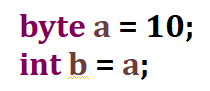 byte a = 10;
int b = a;